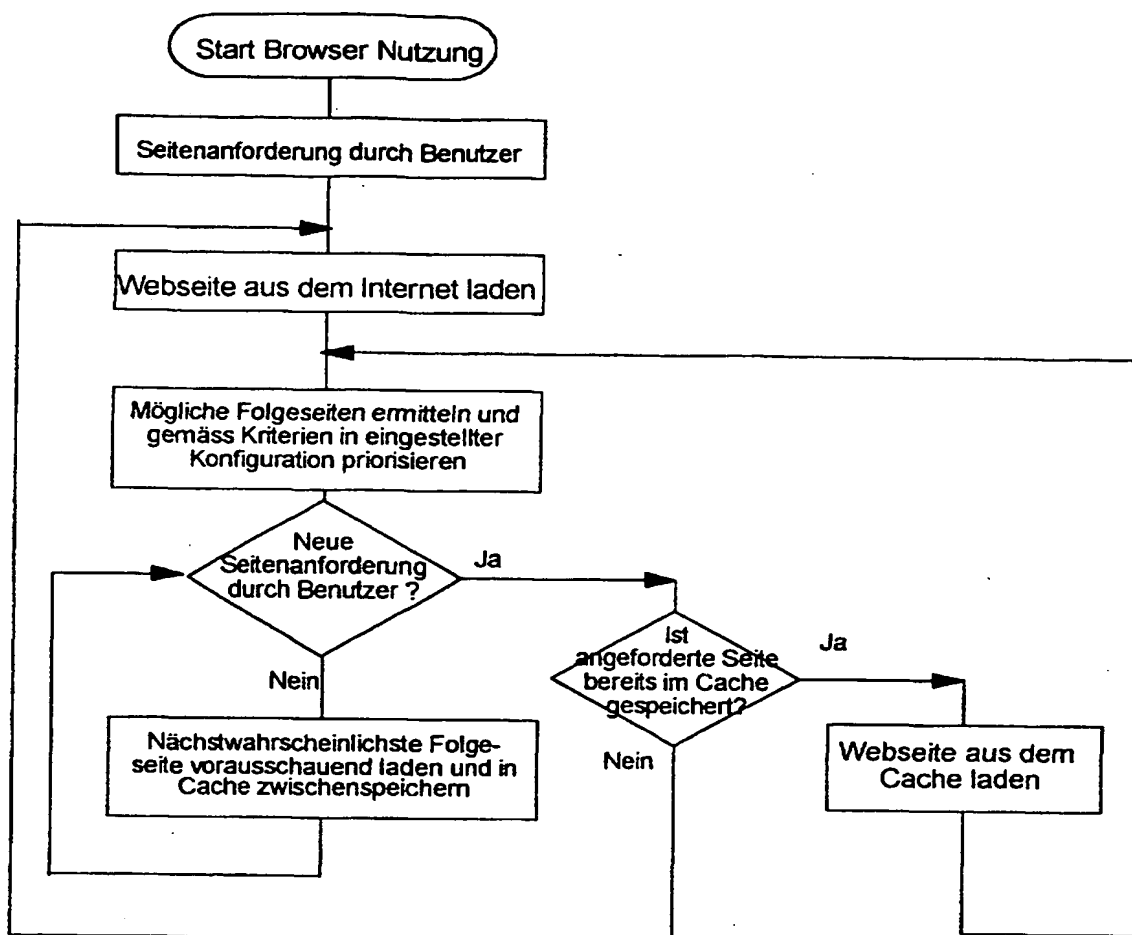 Start Browser Nutzung
Seitenanforderung durch Benutzer
Webseite aus dem Internet laden
Mögliche Folgeseiten ermitteln und
gemäss Kriterien in eingestellter
Konfiguration priorisieren
Neue
Seitenanforderung
durch Benutzer ?
Ja
Nein
Nächstwahrscheinlichste Folge-
seite vorausschauend laden und in
Cache zwischenspeichern
Ist
angeforderte Seite
bereits im Cache
gespeichert?
Ja
Nein
Webseite aus dem
Cache laden